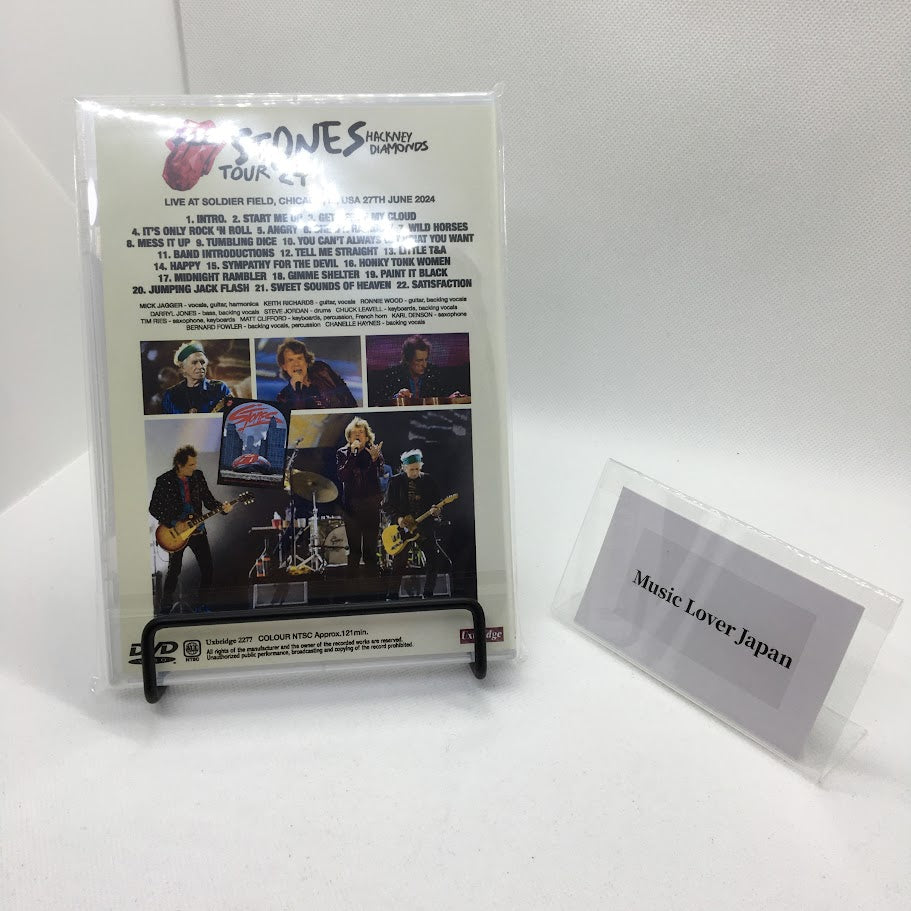 STONES HACKNEY
DIAMONDS
TOUR 24
LIVE AT SOLDIER FIELD, USA 27TH JUNE 2024
1. INTRO. 2. START ME UP 3. MY CLOUD
4. IT'S ONLY ROCK 'N ROLL 5. ANGRY WILD HORSES
8. MESS IT UP 9. TUMBLING DICE 10. YOU CAN'T ALWAYS WHAT YOU WANT
11. BAND INTRODUCTIONS 12. TELL ME STRAIGHT 13. LITTLE T&A
14. HAPPY 15. SYMPATHY FOR THE DEVIL 16. HONKY TONK WOMEN
17. MIDNIGHT RAMBLER 18. GIMME SHELTER 19. PAINT IT BLACK
20. JUMPING JACK FLASH 21. SWEET SOUNDS OF HEAVEN 22. SATISFACTION
MICK JAGGER - vocals, guitar, harmonica KEITH RICHARDS - guitar, vocals RONNIE WOOD - guitar, backing vocals
DARRYL JONES - bass, backing vocals STEVE JORDAN - drums CHUCK LEAVELL - keyboards, backing vocals
TIM RIES - saxophone, keyboards MATT CLIFFORD - keyboards, percussion, French horn KARL DENSON - saxophone
BERNARD FOWLER - backing vocals, percussion CHANELLE HAYNES - backing vocals
DVD
NTSC
Uxbridge 2277 COLOUR NTSC Approx.121min.
All rights of the manufacturer and the owner of the recorded works are reserved.
Unauthorized public performance, broadcasting and copying of the record prohibited.
Uxbridge
Music Lover Japan